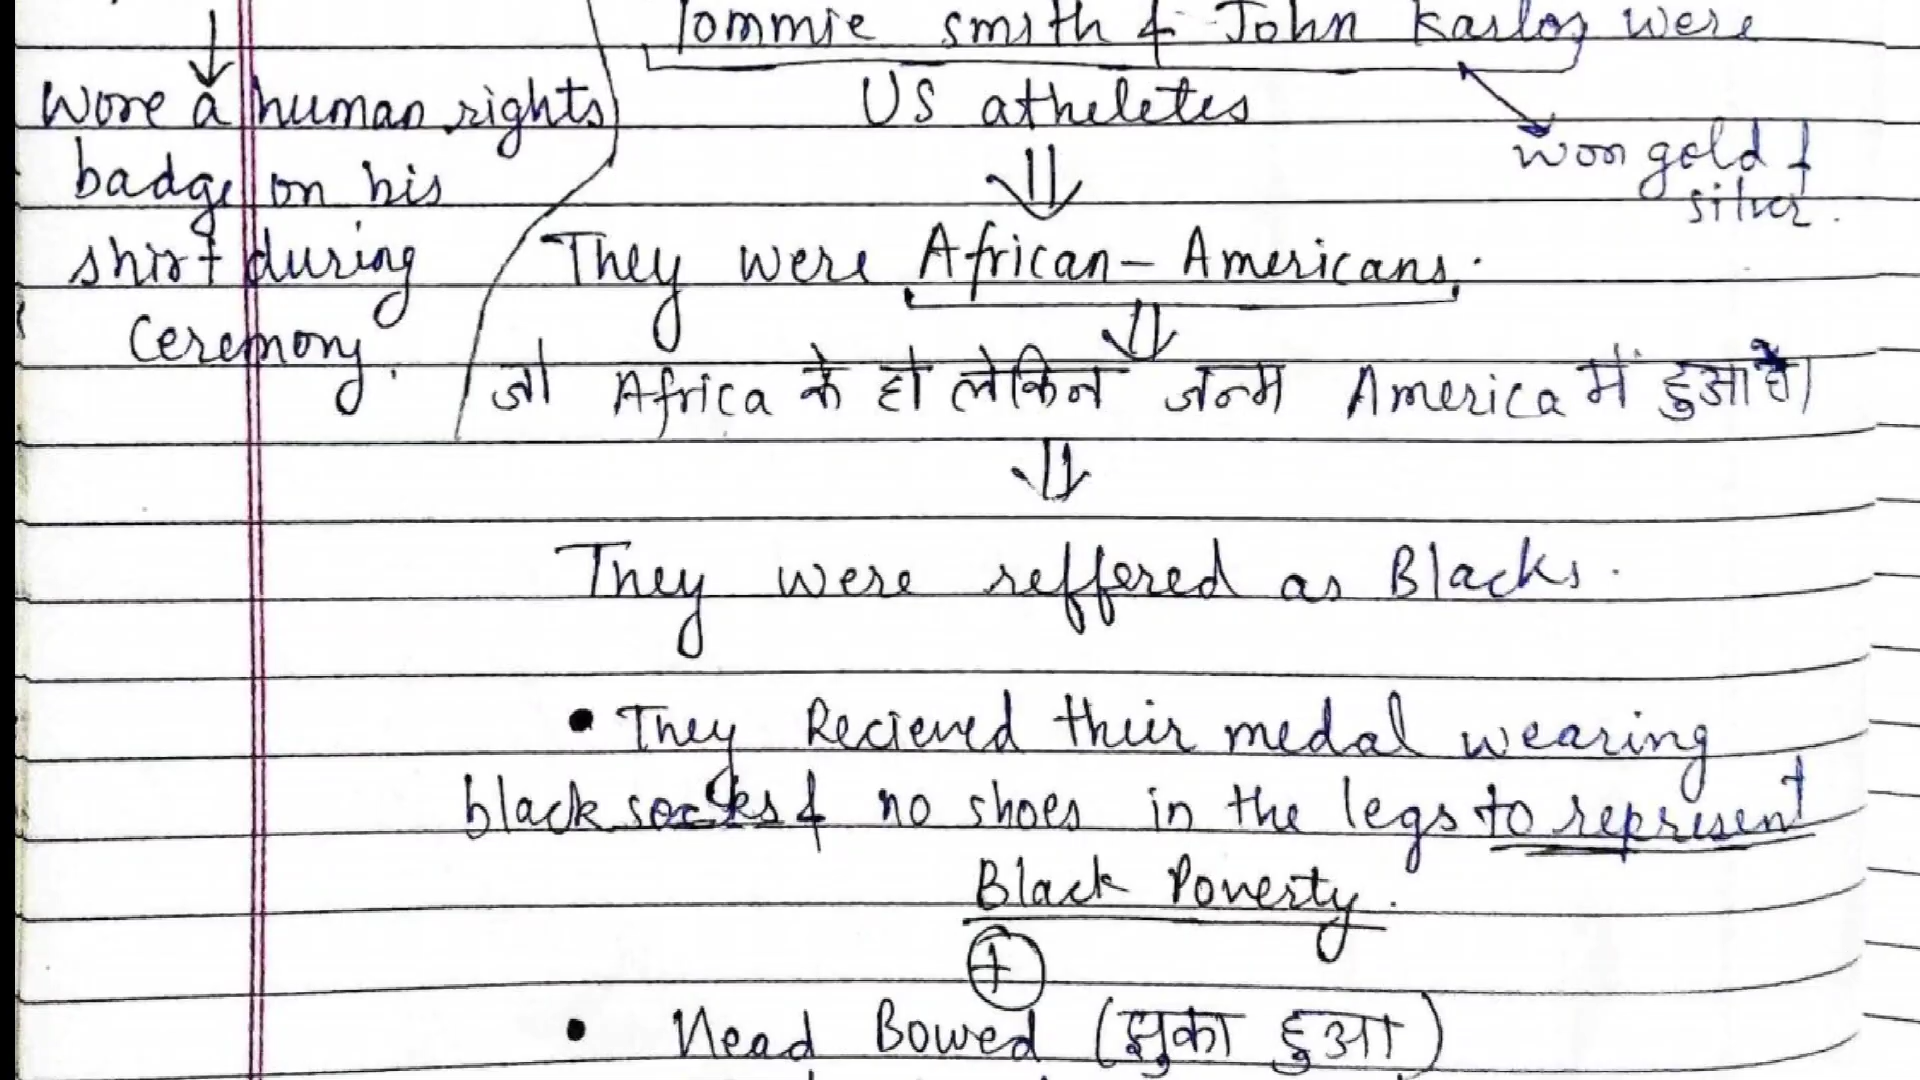 Tommie smith & John Karlos were
US atheletes
won gold &
silver.
They were African-Americans.
जो Africa के हो लेकिन जन्म America में हुआ है।
They were reffered as Blacks.
• They Recieved their medal wearing
black socks & no shoes in the legs to represent
Black Poverty.
+
• Head Bowed (झुका हुआ)
wore a human rights
badge on his
shirt during
ceremony.